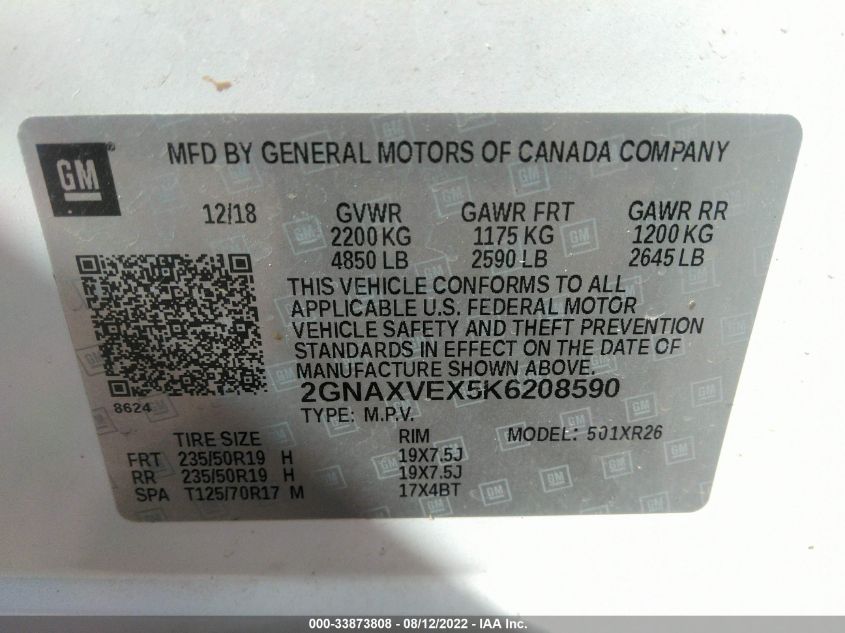 GM
MFD BY GENERAL MOTORS OF CANADA COMPANY
12/18 GVWR GAWR FRT GAWR RR
2200 KG 1175 KG 1200 KG
4850 LB 2590 LB 2645 LB
THIS VEHICLE CONFORMS TO ALL
APPLICABLE U.S. FEDERAL MOTOR
VEHICLE SAFETY AND THEFT PREVENTION
STANDARDS IN EFFECT ON THE DATE OF
MANUFACTURE SHOWN ABOVE.
8624
2GNAXVEX5K6208590
TYPE: M.P.V.
TIRE SIZE RIM MODEL: 501XR26
FRT 235/50R19 H 19X7.5J
RR 235/50R19 H 19X7.5J
SPA T125/70R17 M 17X4BT
000-33873808 - 08/12/2022 - IAA Inc.